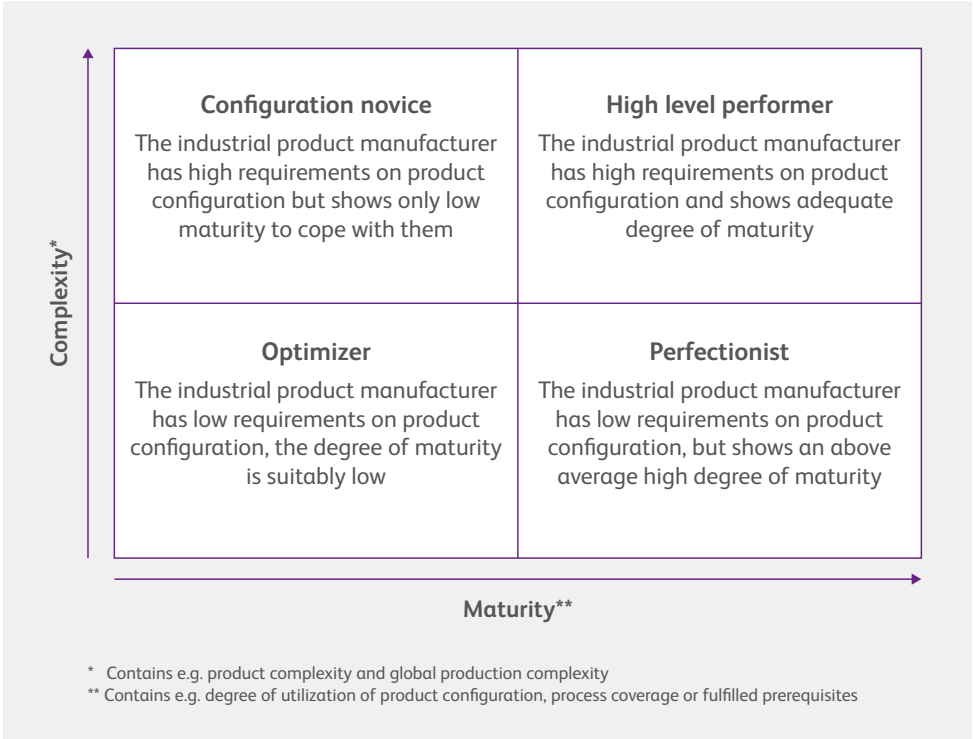 Configuration novice
The industrial product manufacturer
has high requirements on product
configuration but shows only low
maturity to cope with them
High level performer
The industrial product manufacturer
has high requirements on product
configuration and shows adequate
degree of maturity
Complexity*
Optimizer
The industrial product manufacturer
has low requirements on product
configuration, the degree of maturity
is suitably low
Perfectionist
The industrial product manufacturer
has low requirements on product
configuration, but shows an above
average high degree of maturity
Maturity**
* Contains e.g. product complexity and global production complexity
** Contains e.g. degree of utilization of product configuration, process coverage or fulfilled prerequisites